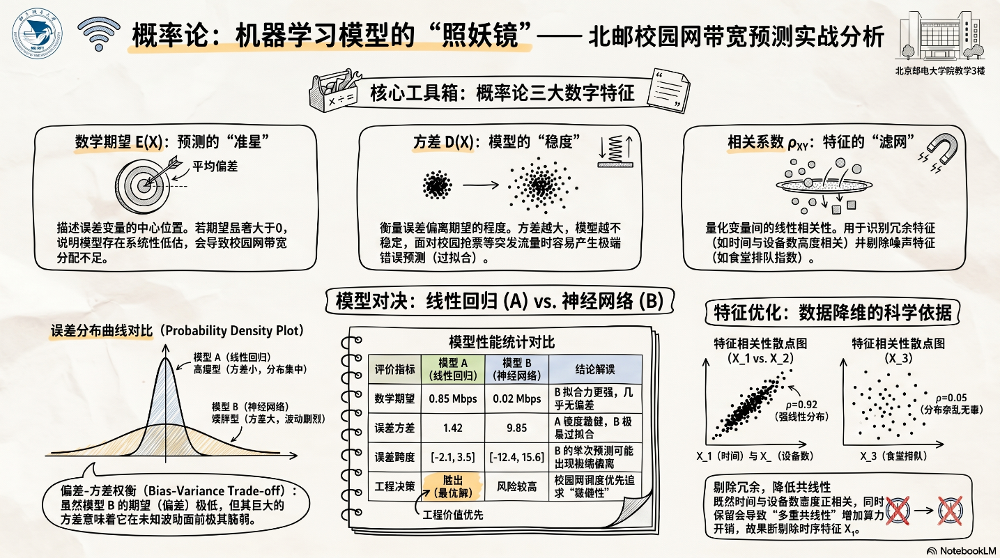 概率论：机器学习模型的“照妖镜”—— 北邮校园网带宽预测实战分析
北京邮电大学院教学3楼
核心工具箱：概率论三大数字特征
数学期望 E(X)：预测的“准星”
平均偏差
描述误差变量的中心位置。若期望显著大于0，
说明模型存在系统性低估，会导致校园网带宽
分配不足。
方差 D(X)：模型的“稳度”
衡量误差偏离期望的程度。方差越大，模型越不
稳定，面对校园抢票等突发流量时容易产生极端
错误预测（过拟合）。
相关系数 ρXY：特征的“滤网”
量化变量间的线性相关性。用于识别冗余特征
（如时间与设备数高度相关）并剔除噪声特征
（如食堂排队指数）。
误差分布曲线对比（Probability Density Plot）
模型 A（线性回归）
高型（方差小，分布集中）
模型 B（神经网络）
胖型（方差大，波动剧烈）
偏差-方差权衡（Bias-Variance Trade-off）：
虽然模型 B 的期望（偏差）极低，但其巨大的
方差意味着它在未知波动面前极其弱。
模型对决：线性回归 (A) vs. 神经网络 (B)
模型性能统计对比
评价指标 模型 A（线性回归） 模型 B（神经网络） 结论解误
数学期望 0.85 Mbps 0.02 Mbps B 拟合力更强，几乎无偏差
误差方差 1.42 9.85 A 度健，B 极过拟合
误差跨度 [-2.1, 3.5] [-12.4, 15.6] B 的次预测可能出现极离
工程决策 胜出（最优解） 风险较高 校园网度优先追求“性”
工程价值优先
特征优化：数据降维的科学依据
特征相关性散点图
（X_1 vs. X_2）
ρ=0.92
（强线性分布）
X_1（时间）与 X_（设备数）
特征相关性散点图
（X_3）
ρ=0.05
（分布杂乱无）
X_3（食堂队）
剔除冗余，降低共线性
既然时间与设备数度正相关，同时
保留会导致“多重共线性”增加算力
开销，故果断剔除时序特征 X₁。
NotebookLM